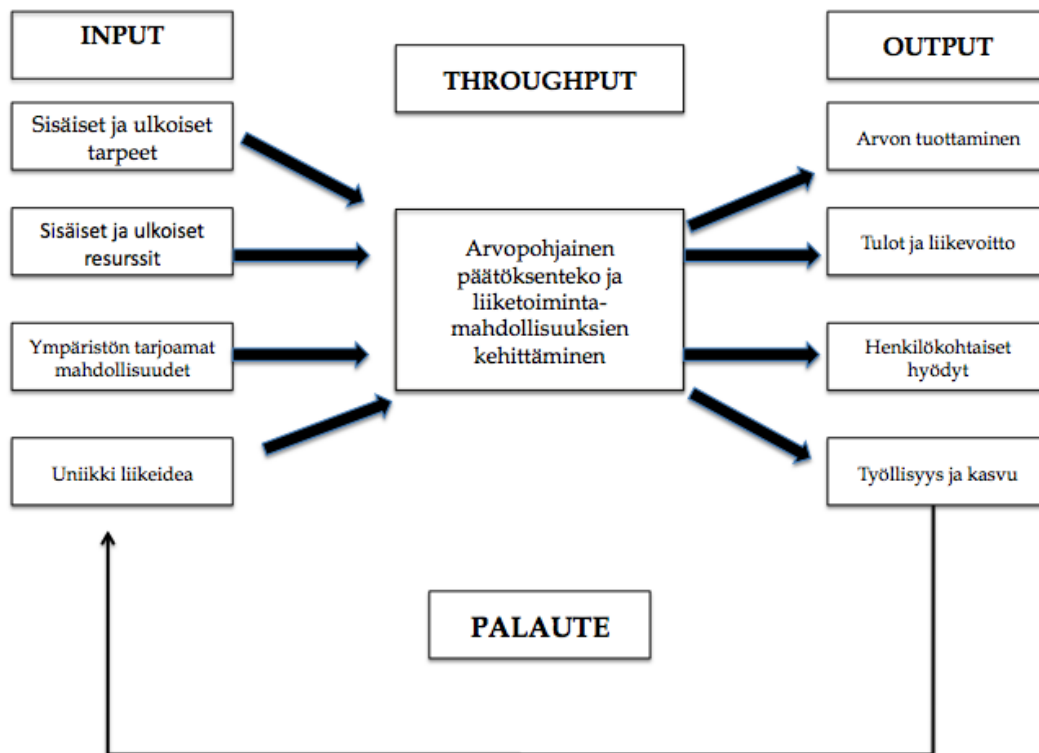 INPUT
Sisäiset ja ulkoiset
tarpeet
Sisäiset ja ulkoiset
resurssit
Ympäristön tarjoamat
mahdollisuudet
Uniikki liikeidea
THROUGHPUT
Arvopohjainen
päätöksenteko ja
liiketoiminta-
mahdollisuuksien
kehittäminen
OUTPUT
Arvon tuottaminen
Tulot ja liikevoitto
Henkilökohtaiset
hyödyt
Työllisyys ja kasvu
PALAUTE